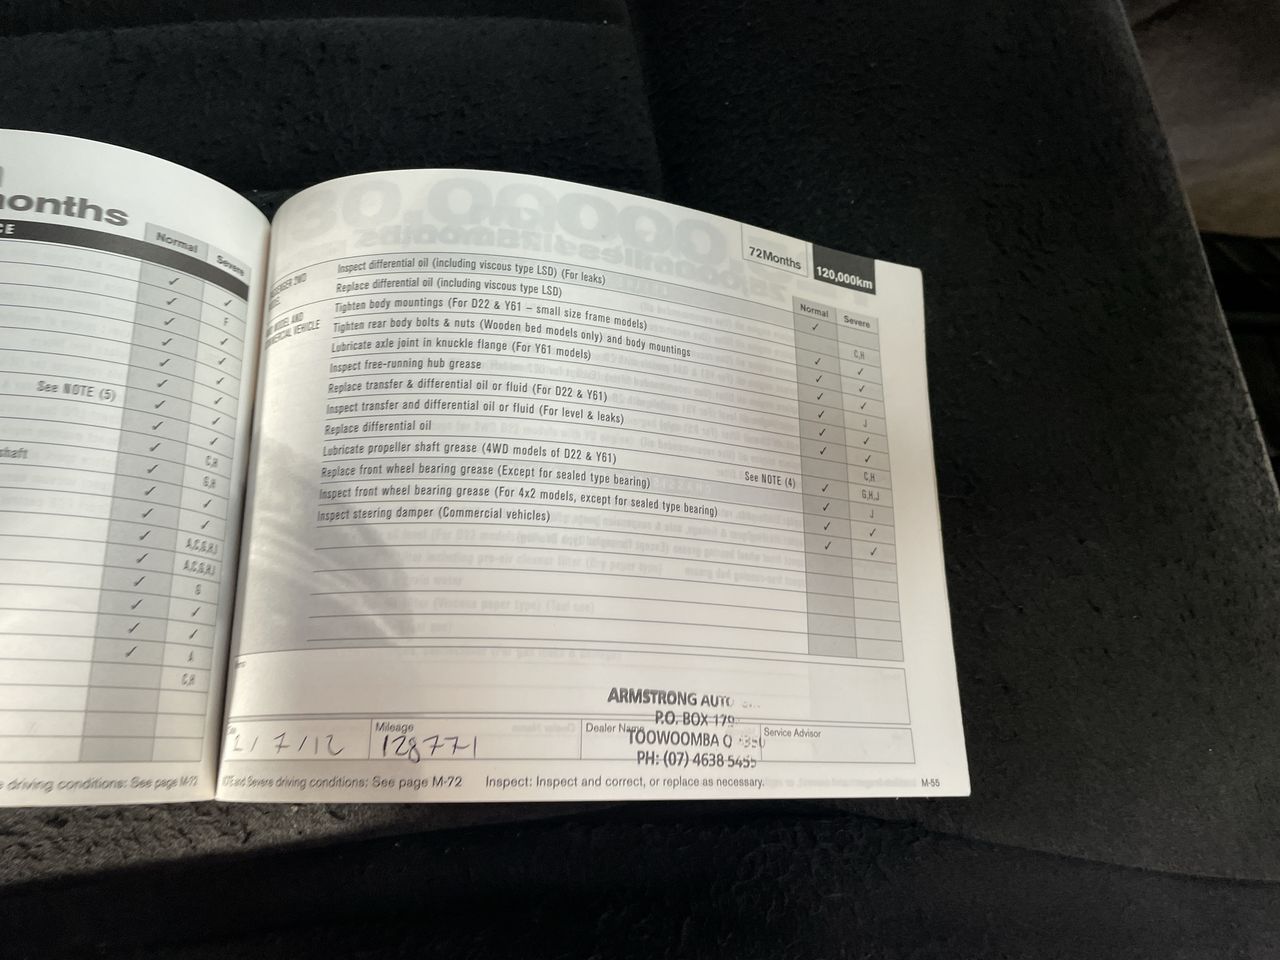 onths
CE
Normal
Severe
F
See NOTE (5)
C,H
haft
G,H
A,C,G,H,I
A,C,G,H,I
G
A
C,H
driving conditions: See page M-72
72Months
120,000km
Normal
Severe
Inspect differential oil (including viscous type LSD) (For leaks)
Replace differential oil (including viscous type LSD) C,H
Tighten body mountings (For D22 & Y61 – small size frame models)
Tighten rear body bolts & nuts (Wooden bed models only) and body mountings
Lubricate axle joint in knuckle flange (For Y61 models)
Inspect free-running hub grease J
Replace transfer & differential oil or fluid (For D22 & Y61)
Inspect transfer and differential oil or fluid (For level & leaks)
Replace differential oil C,H
Lubricate propeller shaft grease (4WD models of D22 & Y61) See NOTE (4) G,H,J
Replace front wheel bearing grease (Except for sealed type bearing) J
Inspect front wheel bearing grease (For 4x2 models, except for sealed type bearing)
Inspect steering damper (Commercial vehicles)
ARMSTRONG AUTO
P.O. BOX 179
TOOWOOMBA Q
PH: (07) 4638 5455
/ 7 / 12
Mileage
128771
Dealer Name
Service Advisor
and Severe driving conditions: See page M-72
Inspect: Inspect and correct, or replace as necessary.
M-55